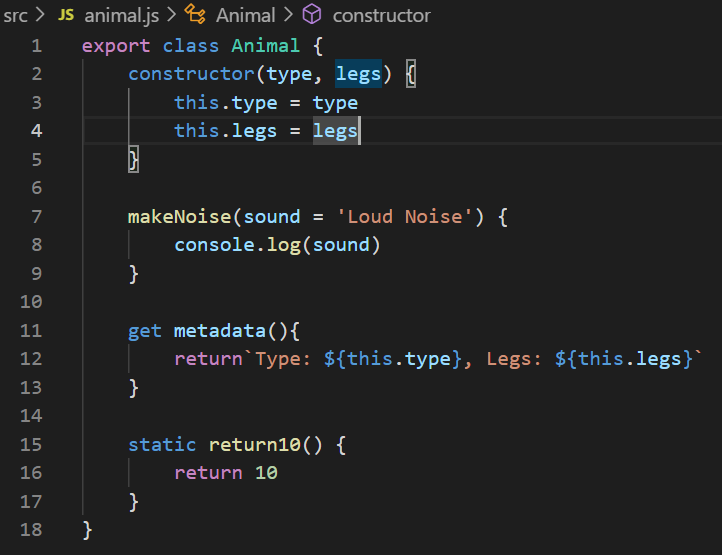 src > JS animal.js > Animal > constructor
1 export class Animal {
2     constructor(type, legs) {
3         this.type = type
4         this.legs = legs
5     }
6
7     makeNoise(sound = 'Loud Noise') {
8         console.log(sound)
9     }
10
11     get metadata(){
12         return`Type: ${this.type}, Legs: ${this.legs}`
13     }
14
15     static return10() {
16         return 10
17     }
18 }